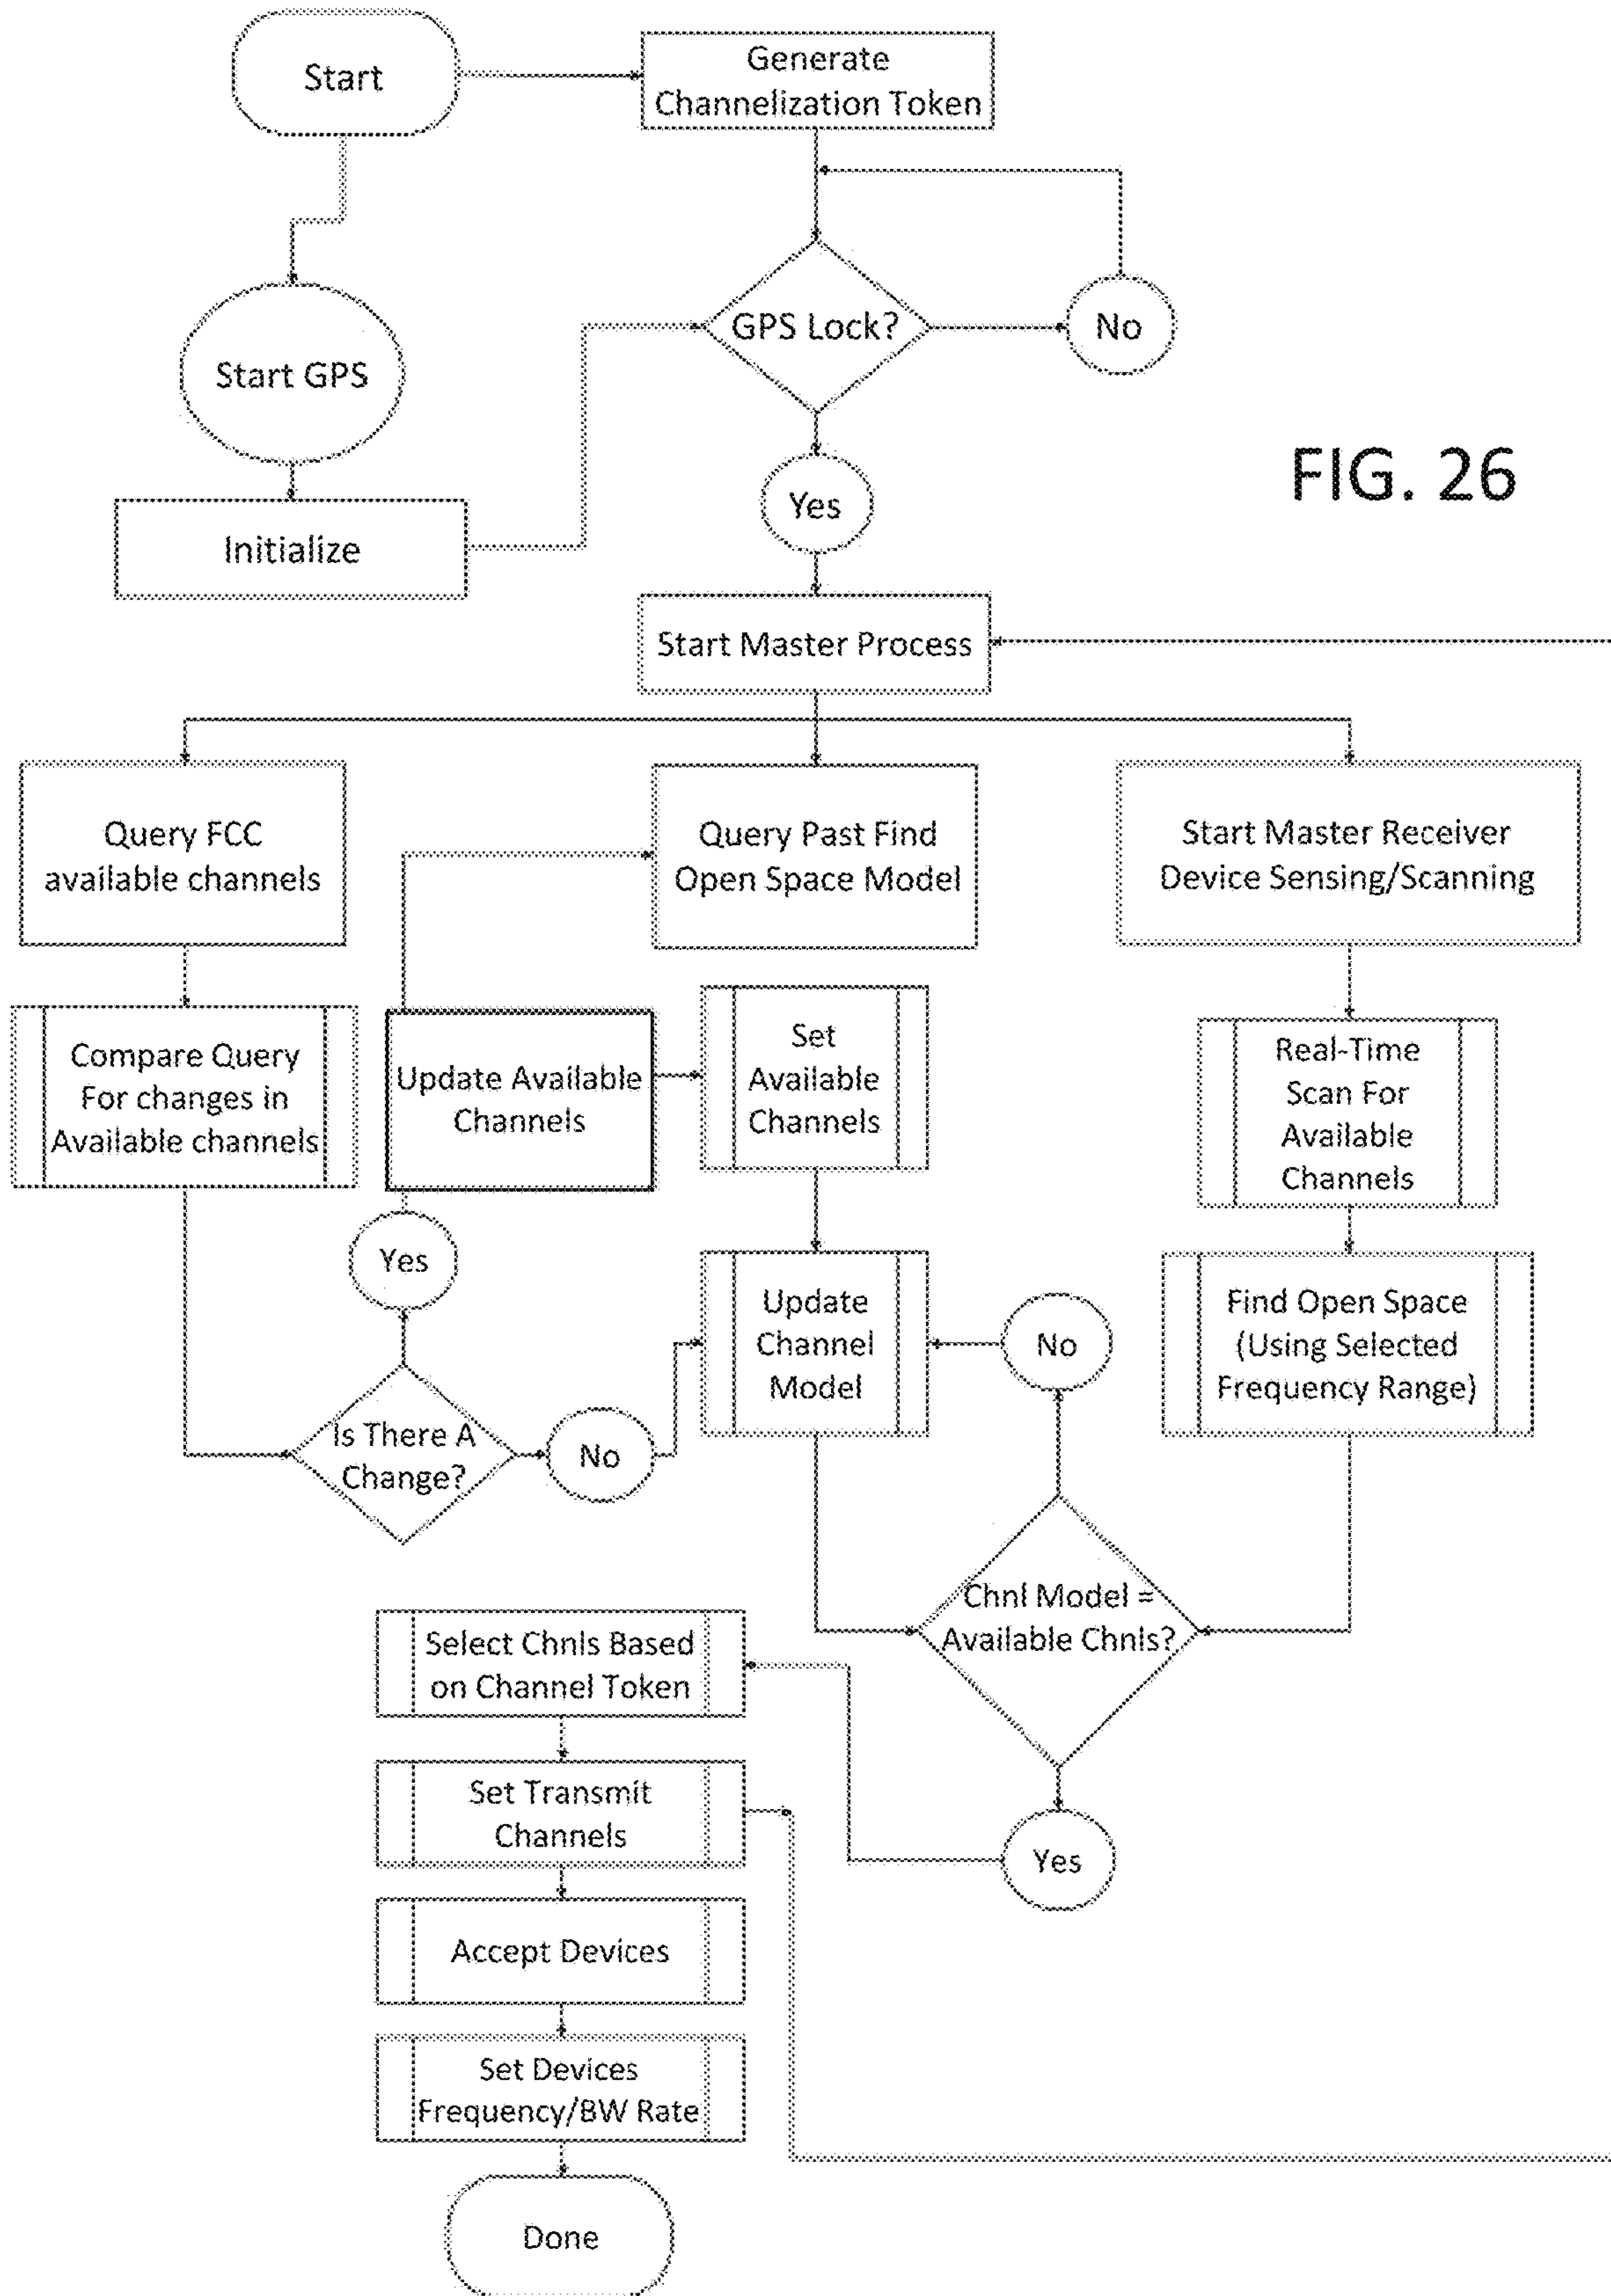 Start
Generate
Channelization Token
GPS Lock?
No
Start GPS
FIG. 26
Yes
Initialize
Start Master Process
Query FCC
available channels
Query Past Find
Open Space Model
Start Master Receiver
Device Sensing/Scanning
Compare Query
For changes in
Available channels
Update Available
Channels
Set
Available
Channels
Real-Time
Scan For
Available
Channels
Yes
Update
Channel
Model
No
Find Open Space
(Using Selected
Frequency Range)
Is There A
Change?
No
Chnl Model =
Available Chnls?
Select Chnls Based
on Channel Token
Set Transmit
Channels
Yes
Accept Devices
Set Devices
Frequency/BW Rate
Done